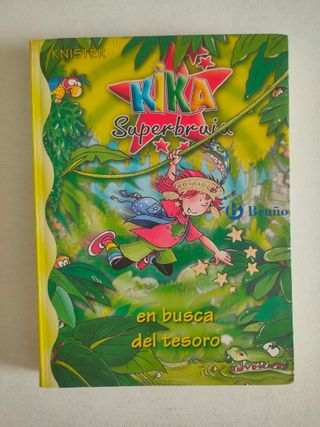 KNISTER
KIKA
Superbruja
Bruño
en busca
del tesoro